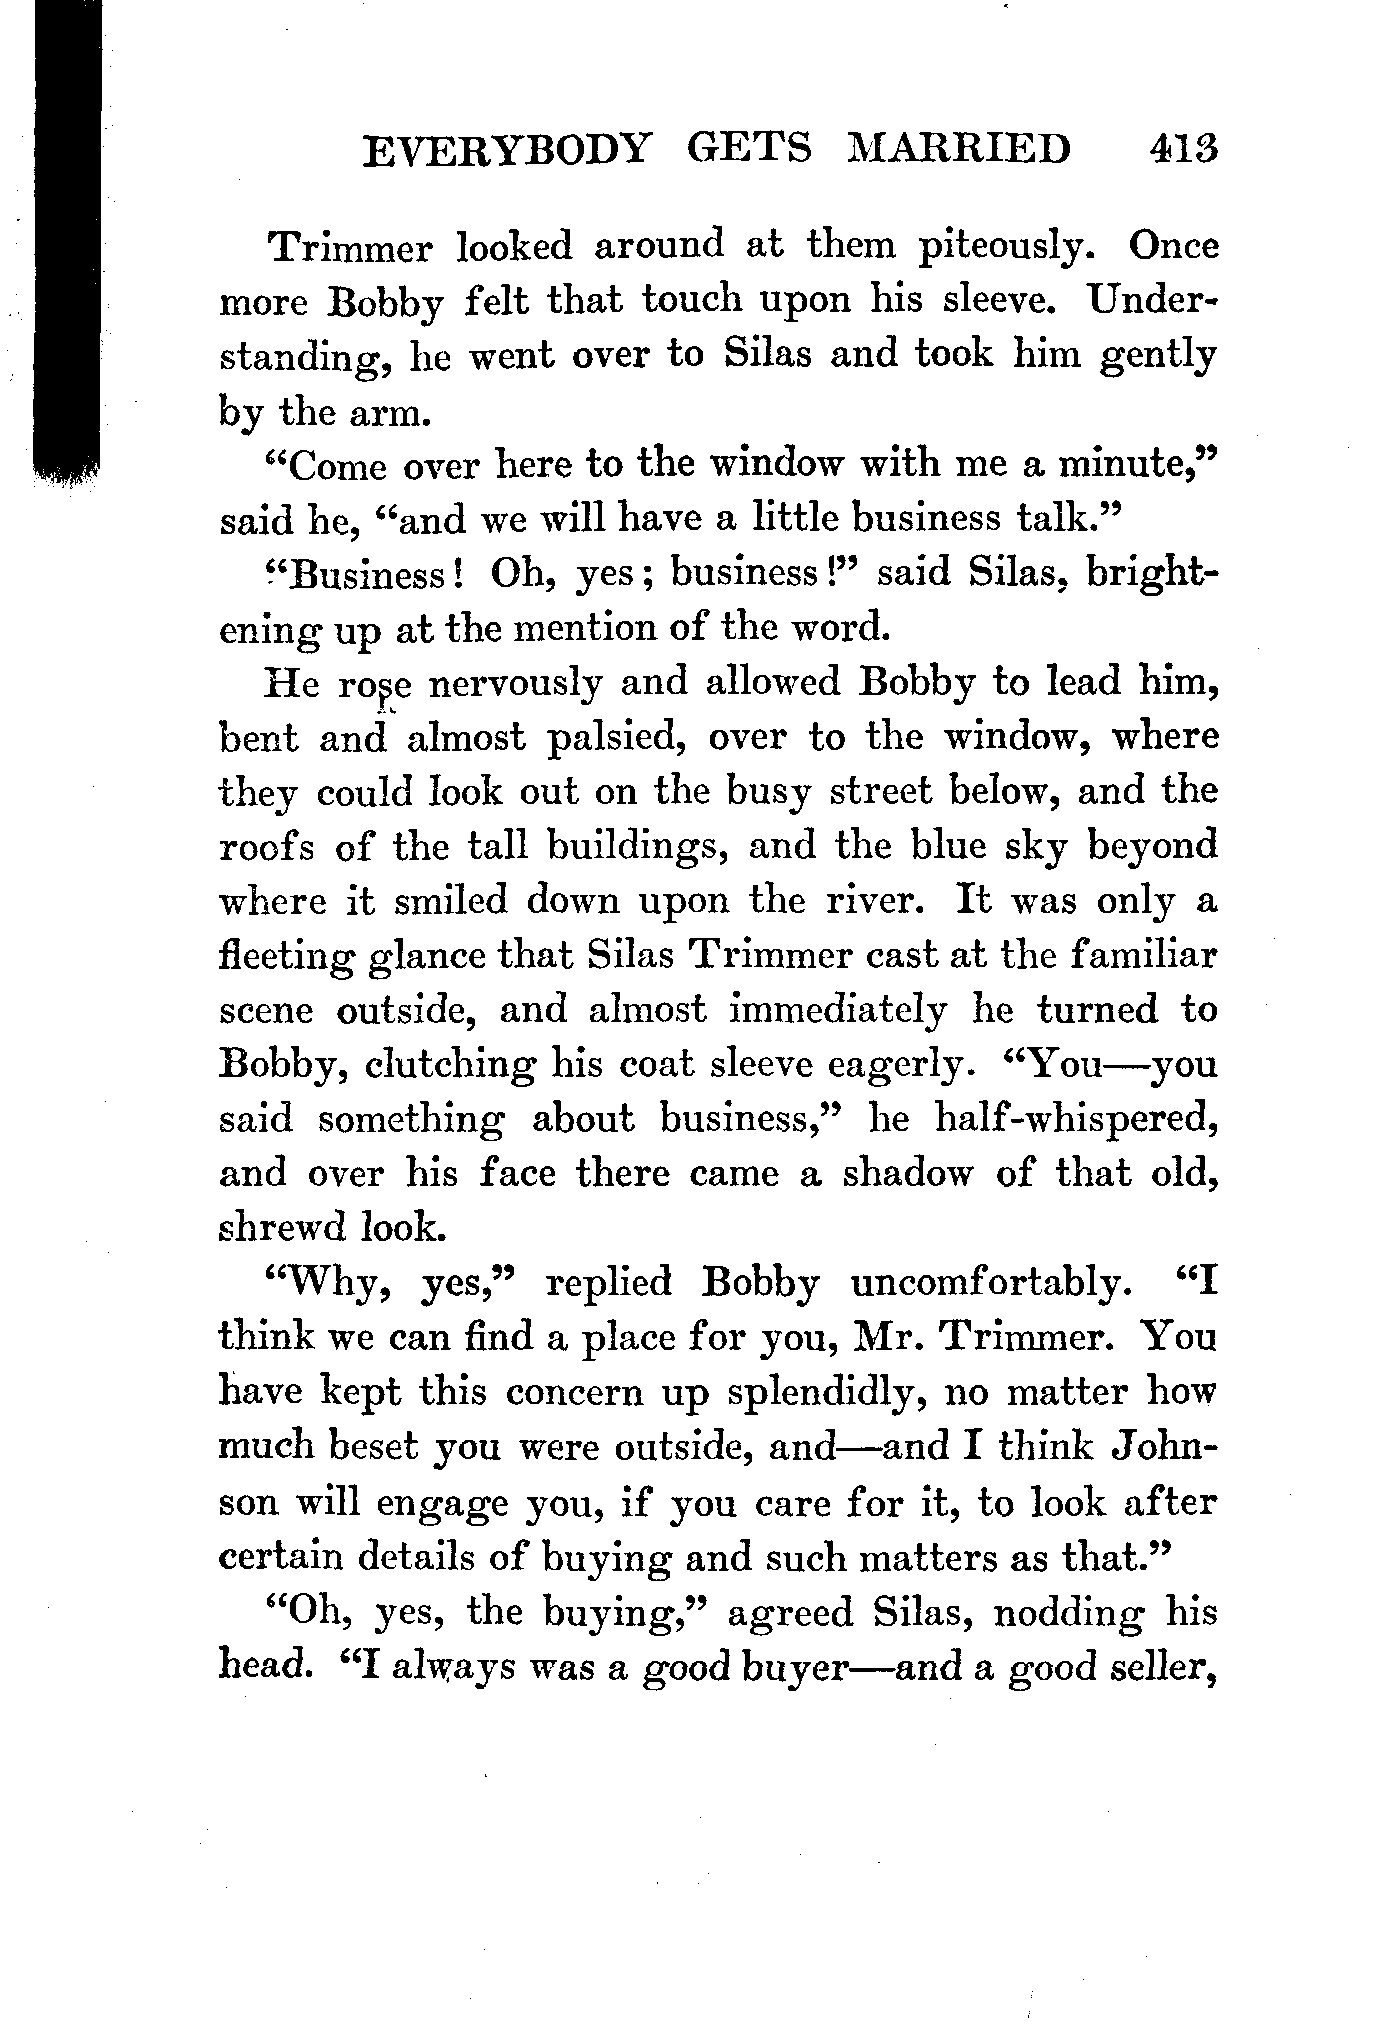 EVERYBODY GETS MARRIED 413
Trimmer looked around at them piteously. Once
more Bobby felt that touch upon his sleeve. Under-
standing, he went over to Silas and took him gently
by the arm.
“Come over here to the window with me a minute,”
said he, “and we will have a little business talk.”
“Business! Oh, yes; business!” said Silas, bright-
ening up at the mention of the word.
He rose nervously and allowed Bobby to lead him,
bent and almost palsied, over to the window, where
they could look out on the busy street below, and the
roofs of the tall buildings, and the blue sky beyond
where it smiled down upon the river. It was only a
fleeting glance that Silas Trimmer cast at the familiar
scene outside, and almost immediately he turned to
Bobby, clutching his coat sleeve eagerly. “You—you
said something about business,” he half-whispered,
and over his face there came a shadow of that old,
shrewd look.
“Why, yes,” replied Bobby uncomfortably. “I
think we can find a place for you, Mr. Trimmer. You
have kept this concern up splendidly, no matter how
much beset you were outside, and—and I think John-
son will engage you, if you care for it, to look after
certain details of buying and such matters as that.”
“Oh, yes, the buying,” agreed Silas, nodding his
head. “I always was a good buyer—and a good seller,